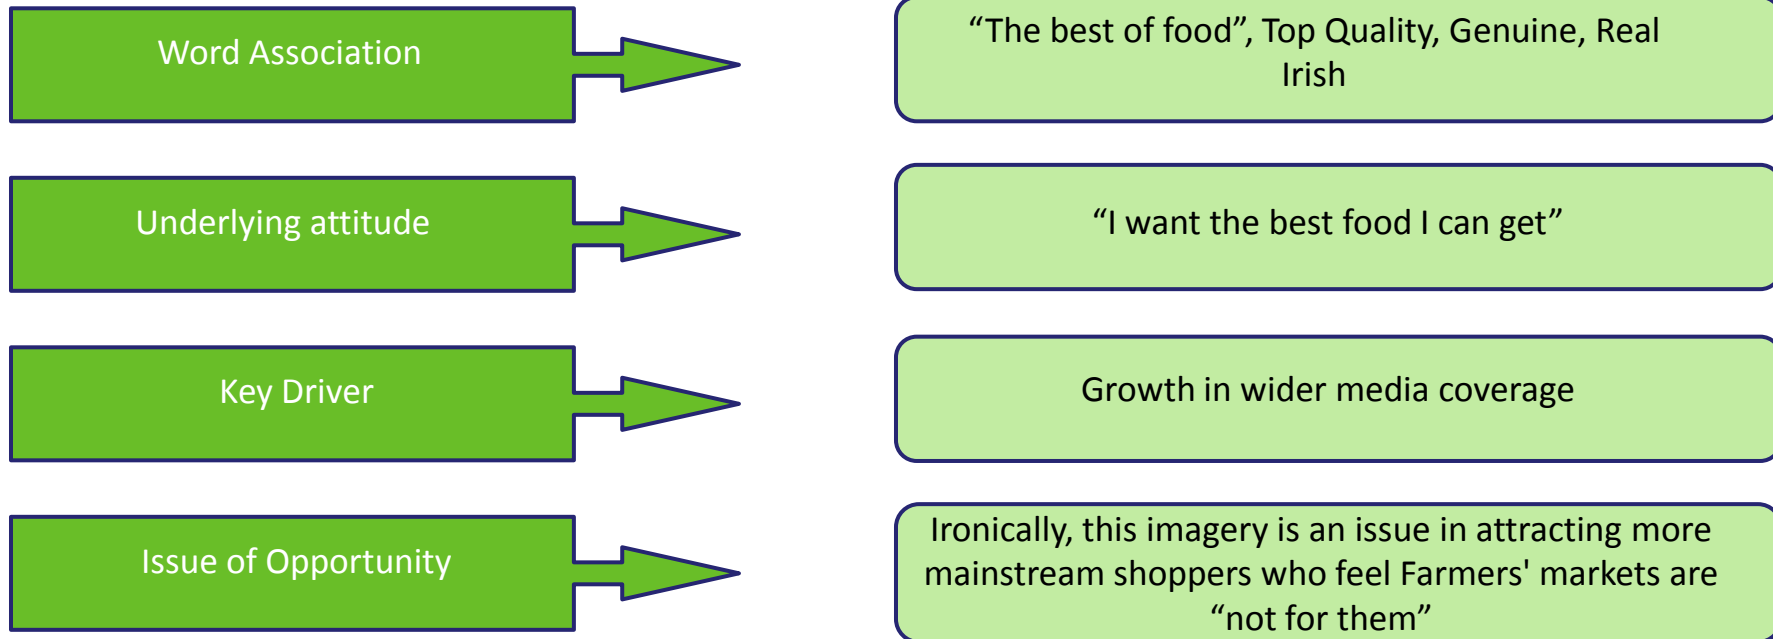 Word Association
“The best of food”, Top Quality, Genuine, Real
Irish
Underlying attitude
“I want the best food I can get”
Key Driver
Growth in wider media coverage
Issue of Opportunity
Ironically, this imagery is an issue in attracting more
mainstream shoppers who feel Farmers' markets are
“not for them”